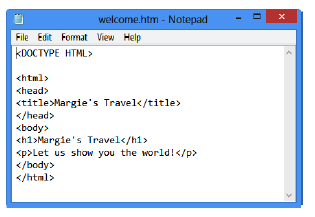 welcome.htm - Notepad
File Edit Format View Help
<DOCTYPE HTML>
<html>
<head>
<title>Margie's Travel</title>
</head>
<body>
<h1>Margie's Travel</h1>
<p>Let us show you the world!</p>
</body>
</html>